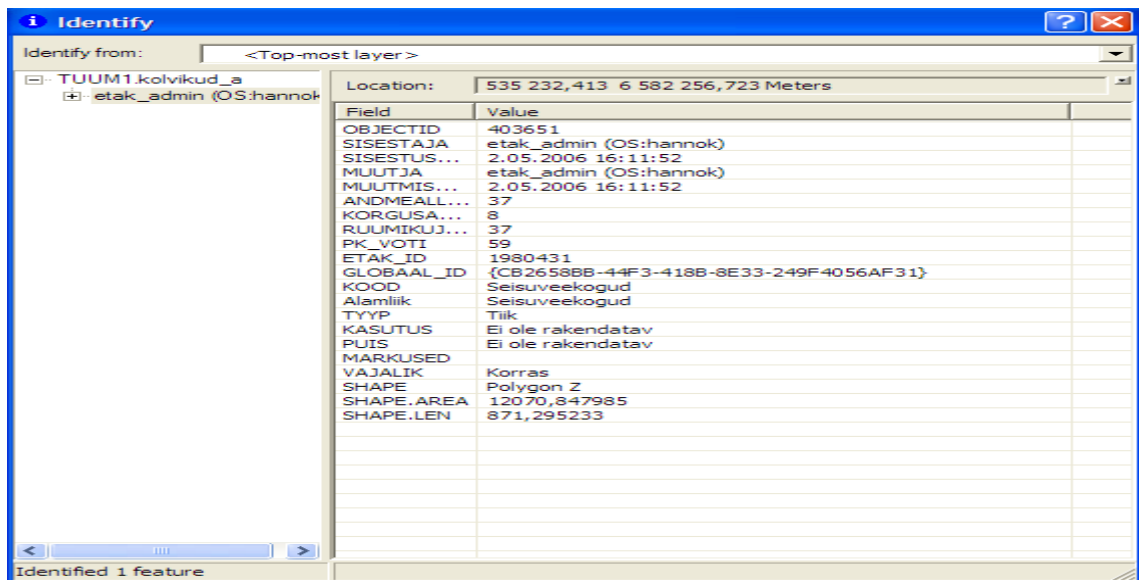 Identify
Identify from: <Top-most layer>
TUUM1.kolvikud_a
etak_admin (OS:hannok
Location: 535 232,413 6 582 256,723 Meters
Field Value
OBJECTID 403651
SISESTAJA etak_admin (OS:hannok)
SISESTUS... 2.05.2006 16:11:52
MUUTJA etak_admin (OS:hannok)
MUUTMIS... 2.05.2006 16:11:52
ANDMEALL... 37
KORGUSA... 8
RUUMIKUJ... 37
PK_VOTI 59
ETAK_ID 1980431
GLOBAAL_ID {CB2658BB-44F3-418B-8E33-249F4056AF31}
KOOD Seisuveekogud
Alamliik Seisuveekogud
TYYP Tiik
KASUTUS Ei ole rakendatav
PUIS Ei ole rakendatav
MARKUSED
VAJALIK Korras
SHAPE Polygon Z
SHAPE.AREA 12070,847985
SHAPE.LEN 871,295233
Identified 1 feature